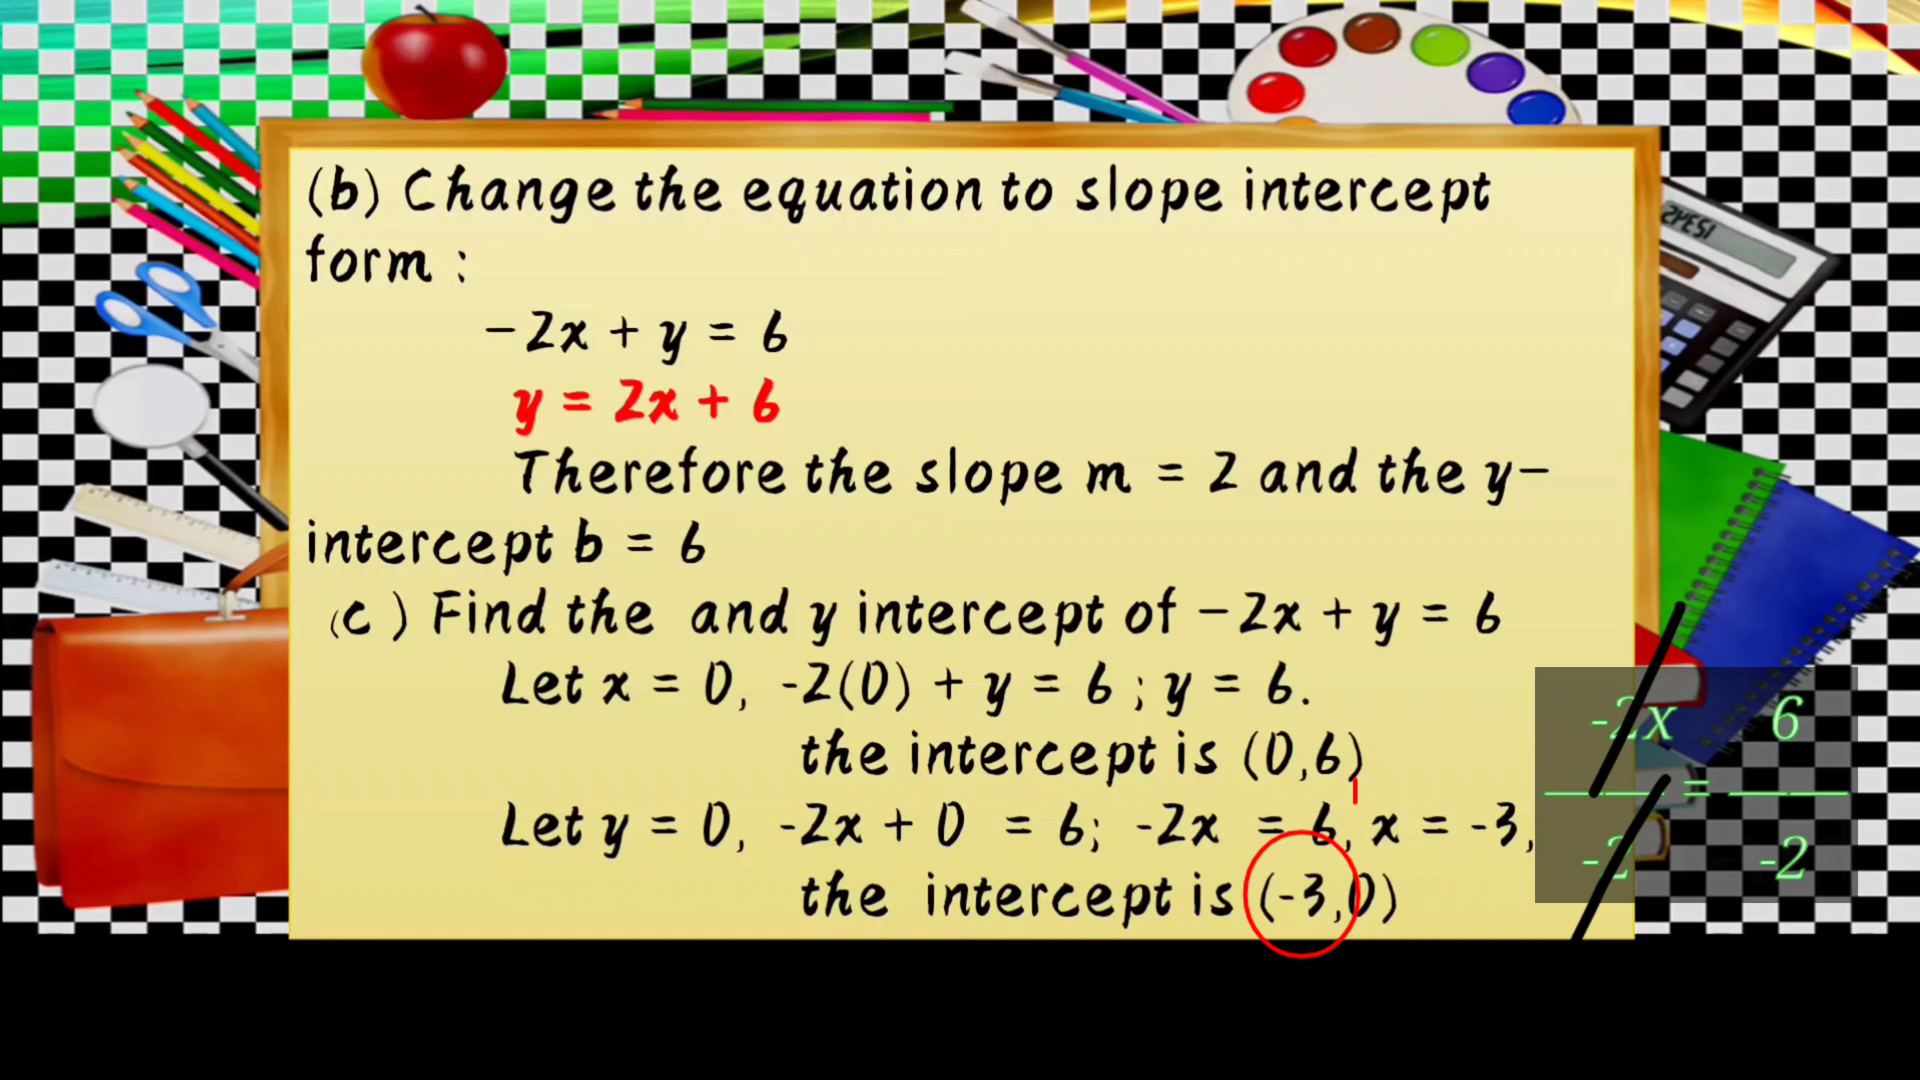 (b) Change the equation to slope intercept
form :
-2x + y = 6
y = 2x + 6
Therefore the slope m = 2 and the y-
intercept b = 6
(c ) Find the and y intercept of -2x + y = 6
Let x = 0, -2(0) + y = 6 ; y = 6.
the intercept is (0,6)
Let y = 0, -2x + 0 = 6; -2x = 6, x = -3,
the intercept is (-3,0)
-2x 6
=
-2 -2